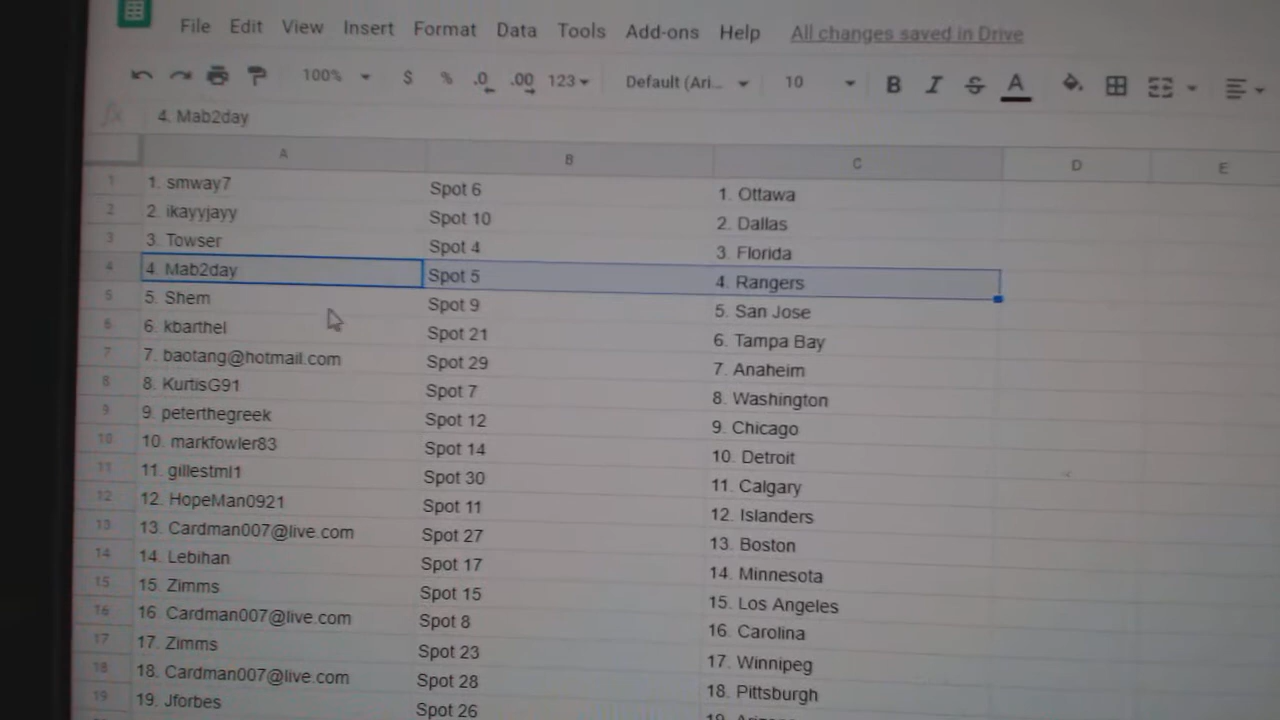 File Edit View Insert Format Data Tools Add-ons Help All changes saved in Drive
100% $ % .0 .00 123 Default (Ari... 10 B I S A
fx 4. Mab2day
A B C D E
1 1. smway7 Spot 6 1. Ottawa
2 2. ikayyjayy Spot 10 2. Dallas
3 3. Towser Spot 4 3. Florida
4 4. Mab2day Spot 5 4. Rangers
5 5. Shem Spot 9 5. San Jose
6 6. kbarthel Spot 21 6. Tampa Bay
7 7. baotang@hotmail.com Spot 29 7. Anaheim
8 8. KurtisG91 Spot 7 8. Washington
9 9. peterthegreek Spot 12 9. Chicago
10 10. markfowler83 Spot 14 10. Detroit
11 11. gillestml1 Spot 30 11. Calgary
12 12. HopeMan0921 Spot 11 12. Islanders
13 13. Cardman007@live.com Spot 27 13. Boston
14 14. Lebihan Spot 17 14. Minnesota
15 15. Zimms Spot 15 15. Los Angeles
16 16. Cardman007@live.com Spot 8 16. Carolina
17 17. Zimms Spot 23 17. Winnipeg
18 18. Cardman007@live.com Spot 28 18. Pittsburgh
19 19. Jforbes Spot 26